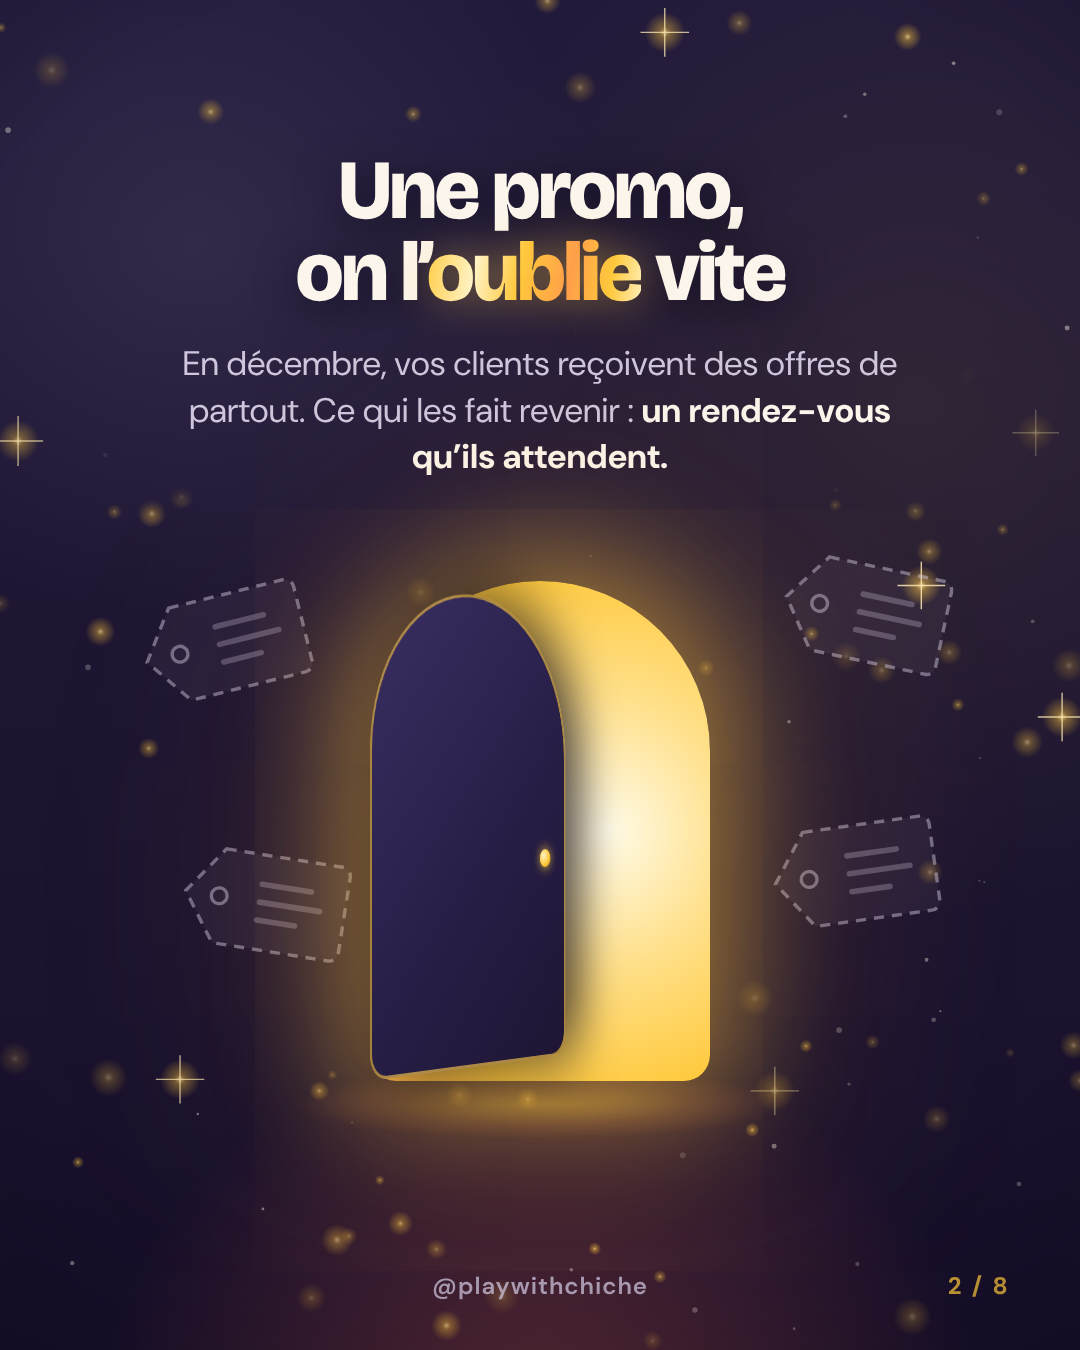 Une promo,
on l’oublie vite
En décembre, vos clients reçoivent des offres de
partout. Ce qui les fait revenir : un rendez-vous
qu’ils attendent.
@playwithchiche
2 / 8